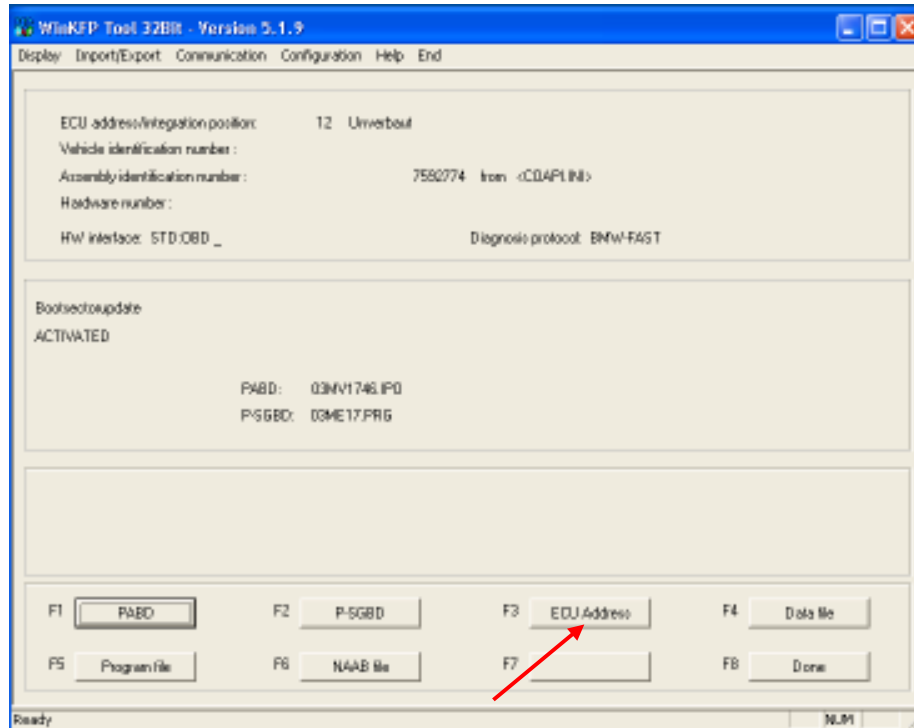 WinKFP Tool 32Bit - Version 5.1.9
Display Import/Export Communication Configuration Help End
ECU address/integration position: 12 Unverbaut
Vehicle identification number :
Assembly identification number : 7592774 from <COAPI.INI>
Hardware number :
HW interface: STD:OBD _ Diagnosis protocol: BMW-FAST
Bootsectorupdate
ACTIVATED
PABD: 03MV1746.IPO
P-SGBD: 03ME17.PRG
F1 PABD F2 P-SGBD F3 ECU Address F4 Data file
F5 Program file F6 NAAB file F7 F8 Done
Ready NUM